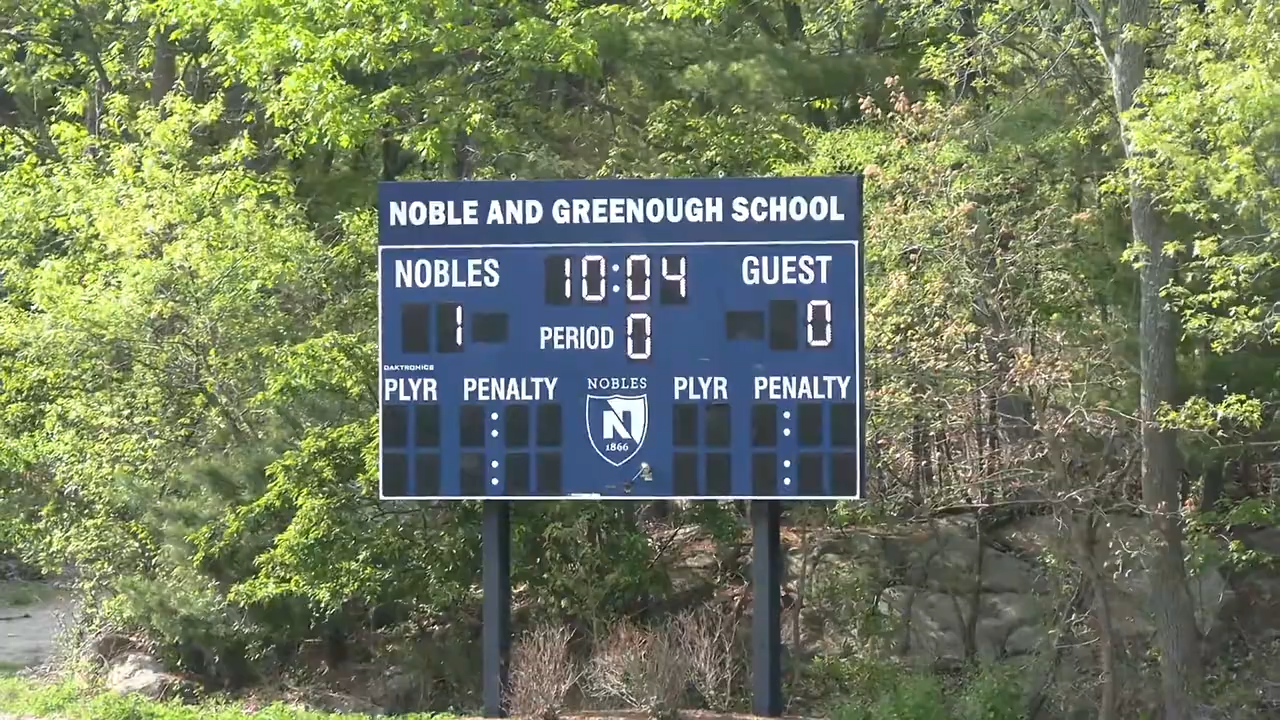 NOBLE AND GREENOUGH SCHOOL
NOBLES 10:04 GUEST
1 PERIOD 0 0
DAKTRONICS
PLYR PENALTY NOBLES PLYR PENALTY
N
1866